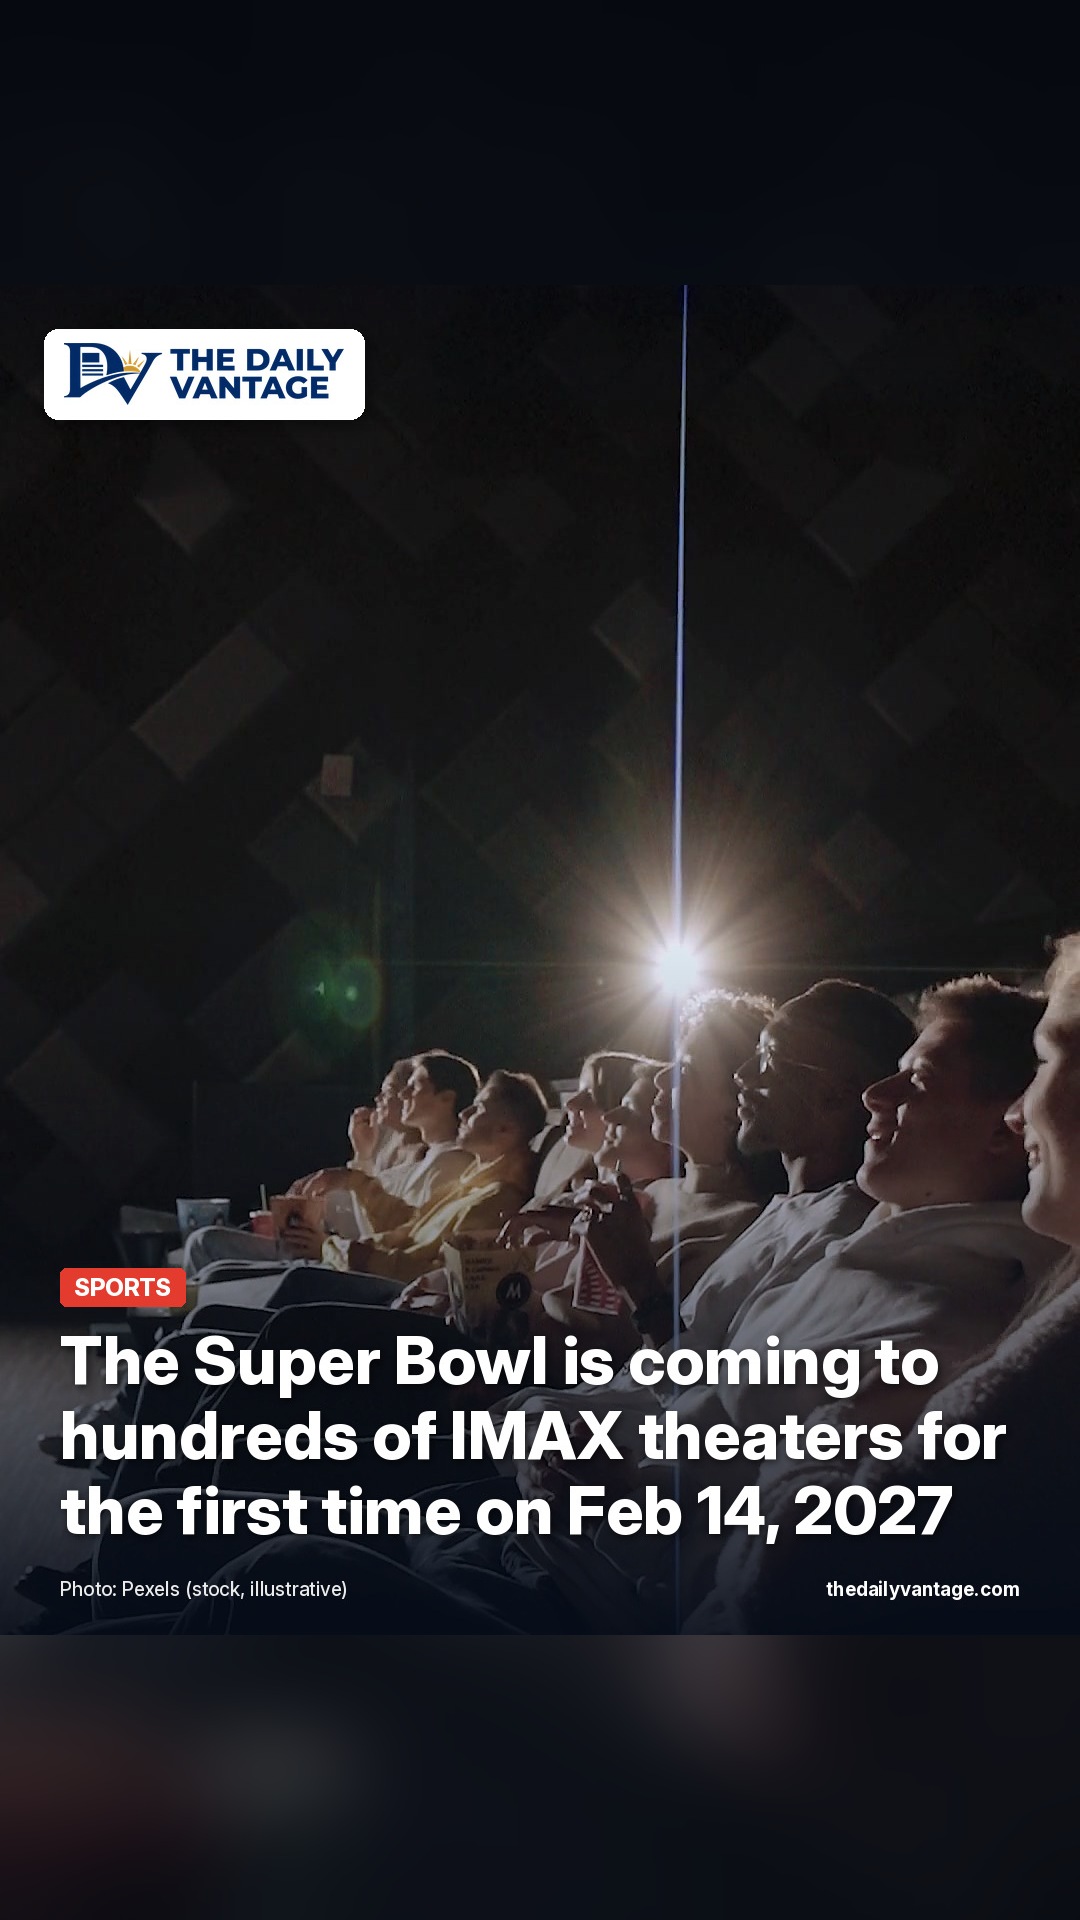 THE DAILY
VANTAGE
SPORTS
The Super Bowl is coming to
hundreds of IMAX theaters for
the first time on Feb 14, 2027
Photo: Pexels (stock, illustrative)
thedailyvantage.com